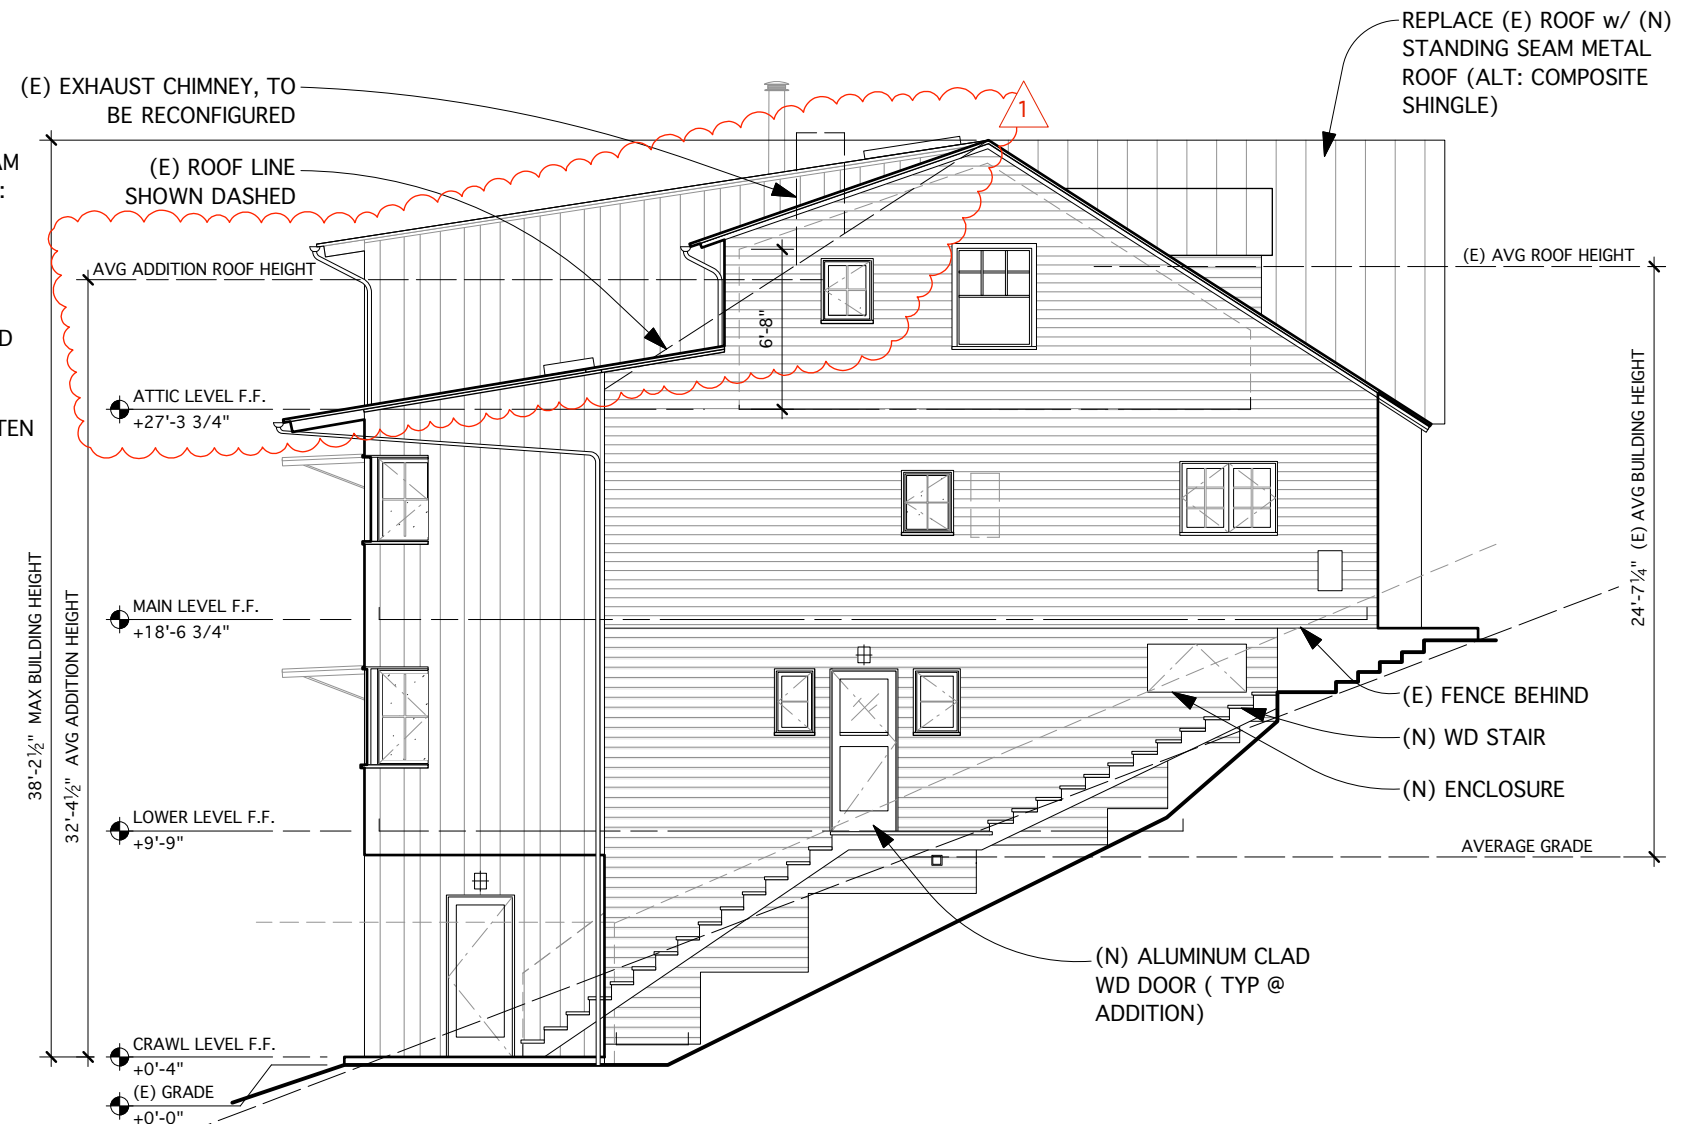 REPLACE (E) ROOF w/ (N)
STANDING SEAM METAL
ROOF (ALT: COMPOSITE
SHINGLE)
(E) EXHAUST CHIMNEY, TO
BE RECONFIGURED
1
(E) ROOF LINE
SHOWN DASHED
AVG ADDITION ROOF HEIGHT
(E) AVG ROOF HEIGHT
6'-8"
ATTIC LEVEL F.F.
+27'-3 3/4"
MAIN LEVEL F.F.
+18'-6 3/4"
LOWER LEVEL F.F.
+9'-9"
CRAWL LEVEL F.F.
+0'-4"
(E) GRADE
+0'-0"
38'-2½" MAX BUILDING HEIGHT
32'-4½" AVG ADDITION HEIGHT
24'-7¼" (E) AVG BUILDING HEIGHT
(E) FENCE BEHIND
(N) WD STAIR
(N) ENCLOSURE
AVERAGE GRADE
(N) ALUMINUM CLAD
WD DOOR ( TYP @
ADDITION)